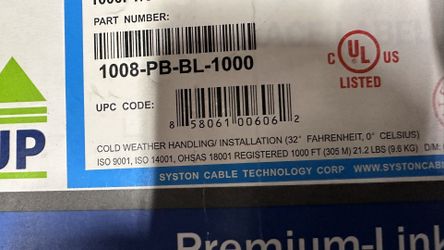 PART NUMBER:
1008-PB-BL-1000
C UL US
LISTED
UPC CODE:
8 58061 00606 2
UP
COLD WEATHER HANDLING/ INSTALLATION (32° FAHRENHEIT, 0° CELSIUS)
ISO 9001, ISO 14001, OHSAS 18001 REGISTERED 1000 FT (305 M) 21.2 LBS (9.6 KG) D/M:
SYSTON CABLE TECHNOLOGY CORP WWW.SYSTONCABLE
Premium-Link